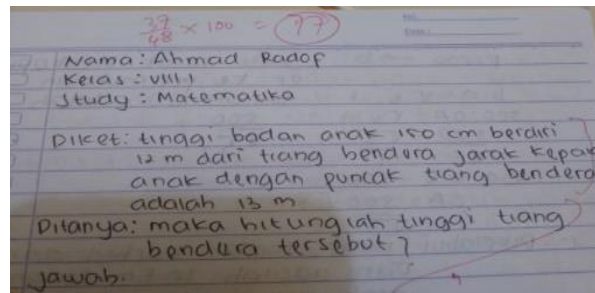 37/48 × 100 = 77
Nama: Ahmad Radof
Kelas: VIII.1
Study: Matematika
Diket: tinggi badan anak 150 cm berdiri
12 m dari tiang bendera jarak kepak
anak dengan puncak tiang bendera
adalah 13 m
Ditanya: maka hitunglah tinggi tiang
bendera tersebut?
Jawab.